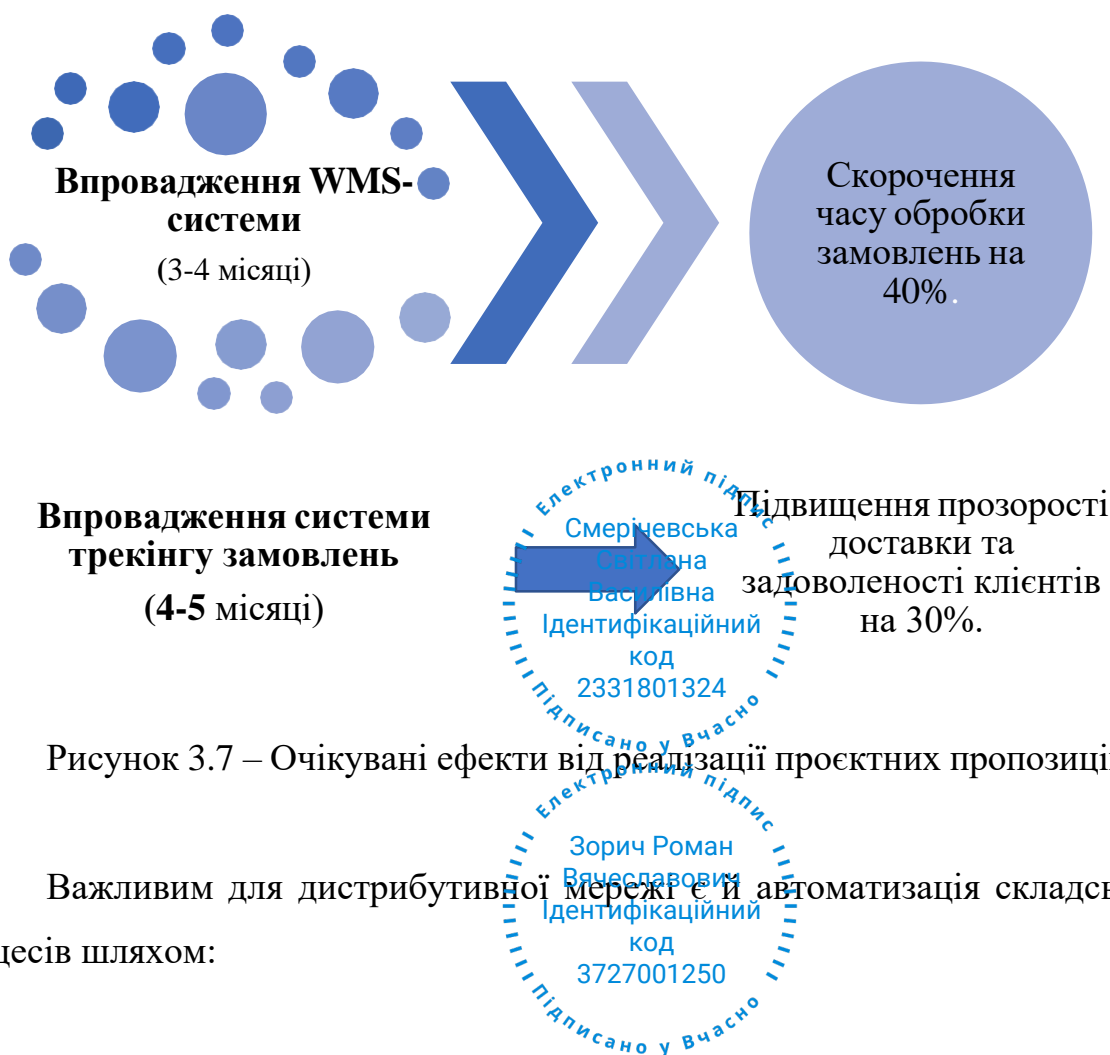 Впровадження WMS-
системи
(3-4 місяці)
Скорочення
часу обробки
замовлень на
40%.
Впровадження системи
трекінгу замовлень
(4-5 місяці)
Підвищення прозорості
доставки та
задоволеності клієнтів
на 30%.
Електронний підпис
Смерічевська
Світлана
Василівна
Ідентифікаційний
код
2331801324
Підписано у Вчасно
Рисунок 3.7 – Очікувані ефекти від реалізації проєктних пропозицій
Електронний підпис
Зорич Роман
Вячеславович
Ідентифікаційний
код
3727001250
Підписано у Вчасно
Важливим для дистрибутивної мережі є й автоматизація складсь
цесів шляхом: